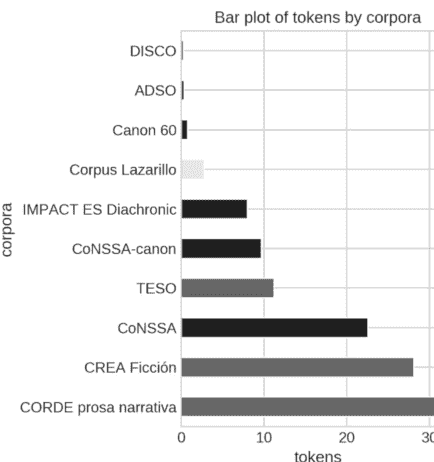 Bar plot of tokens by corpora
DISCO
ADSO
Canon 60
Corpus Lazarillo
IMPACT ES Diachronic
CoNSSA-canon
TESO
CoNSSA
CREA Ficción
CORDE prosa narrativa
corpora
0 10 20 30
tokens